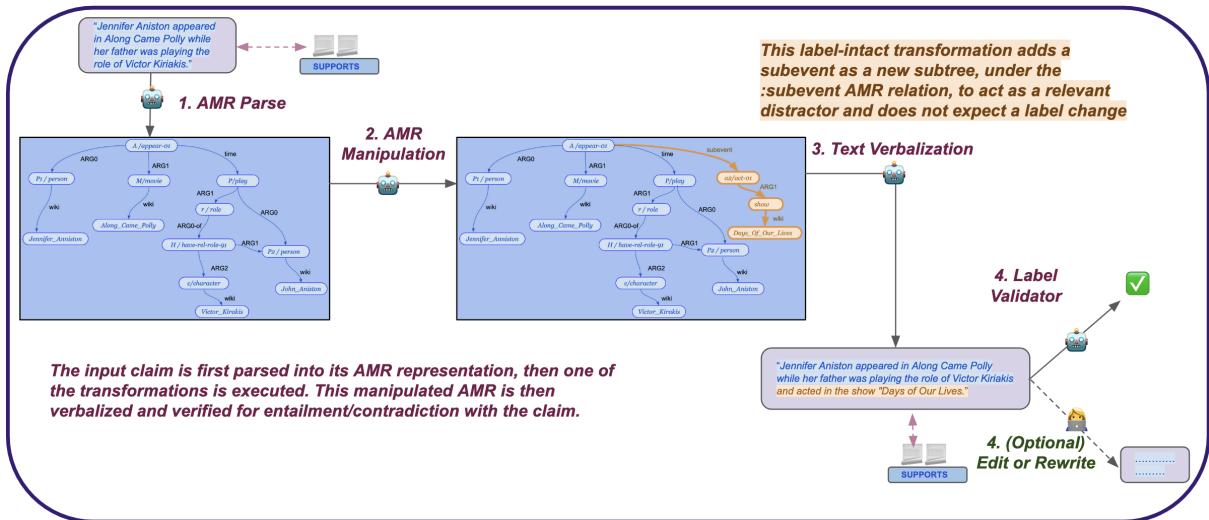 “Jennifer Aniston appeared
in Along Came Polly while
her father was playing the
role of Victor Kiriakis.”
SUPPORTS
This label-intact transformation adds a
subevent as a new subtree, under the
:subevent AMR relation, to act as a relevant
distractor and does not expect a label change
1. AMR Parse
2. AMR
Manipulation
3. Text Verbalization
A /appear-01
ARG0
ARG1
time
P1 / person
M/movie
P/play
wiki
wiki
ARG1
ARG0
r / role
Along_Came_Polly
ARG0-of
Jennifer_Anniston
H / have-rel-role-91
ARG1
P2 / person
ARG2
wiki
c/character
John_Aniston
wiki
Victor_Kirakis
A /appear-01
subevent
ARG0
ARG1
time
P1 / person
M/movie
P/play
a2/act-01
wiki
wiki
ARG1
ARG0
ARG1
r / role
show
Along_Came_Polly
wiki
ARG0-of
Jennifer_Anniston
Days_Of_Our_Lives
H / have-rel-role-91
ARG1
P2 / person
ARG2
wiki
c/character
John_Aniston
wiki
Victor_Kirakis
4. Label
Validator
The input claim is first parsed into its AMR representation, then one
of the transformations is executed. This manipulated AMR is then
verbalized and verified for entailment/contradiction with the claim.
“Jennifer Aniston appeared in Along Came Polly
while her father was playing the role of Victor Kiriakis
and acted in the show "Days of Our Lives.”
SUPPORTS
4. (Optional)
Edit or Rewrite
............
.........